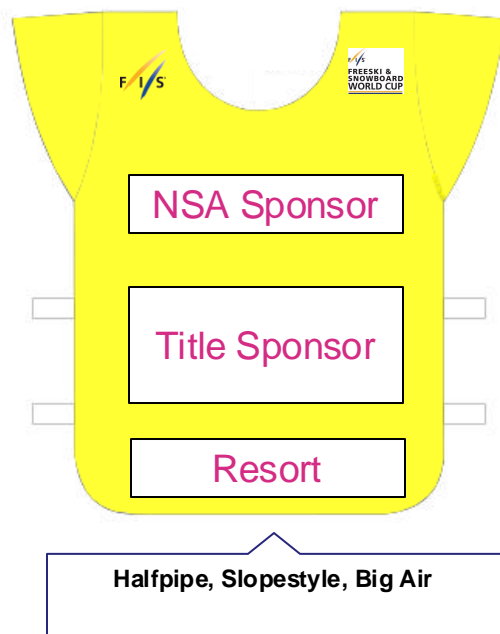 FIS
FIS
FREESKI &
SNOWBOARD
WORLD CUP
NSA Sponsor
Title Sponsor
Resort
Halfpipe, Slopestyle, Big Air